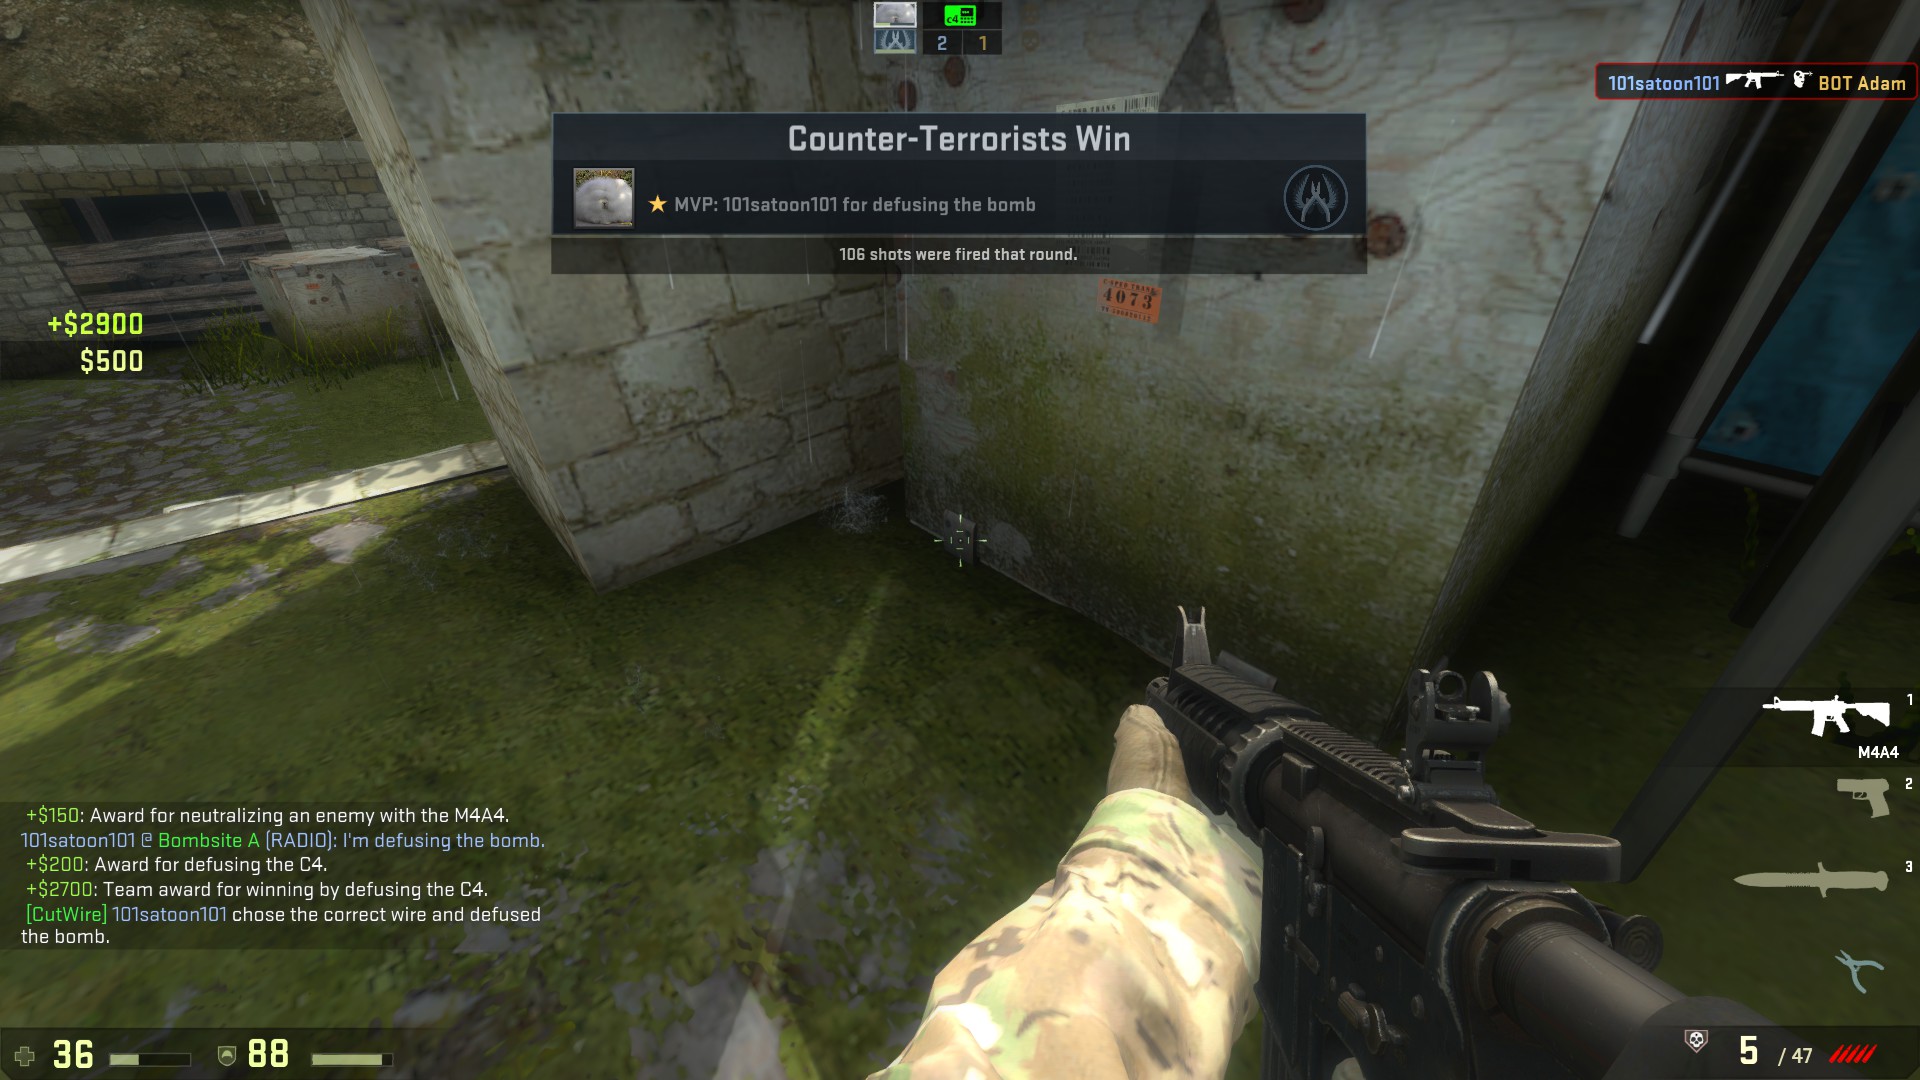 c4
2 1
101satoon101 BOT Adam
Counter-Terrorists Win
MVP: 101satoon101 for defusing the bomb
106 shots were fired that round.
4073
+$2900
$500
1
M4A4
2
3
+$150: Award for neutralizing an enemy with the M4A4.
101satoon101 @ Bombsite A (RADIO): I'm defusing the bomb.
+$200: Award for defusing the C4.
+$2700: Team award for winning by defusing the C4.
[CutWire] 101satoon101 chose the correct wire and defused
the bomb.
36 88
5 / 47